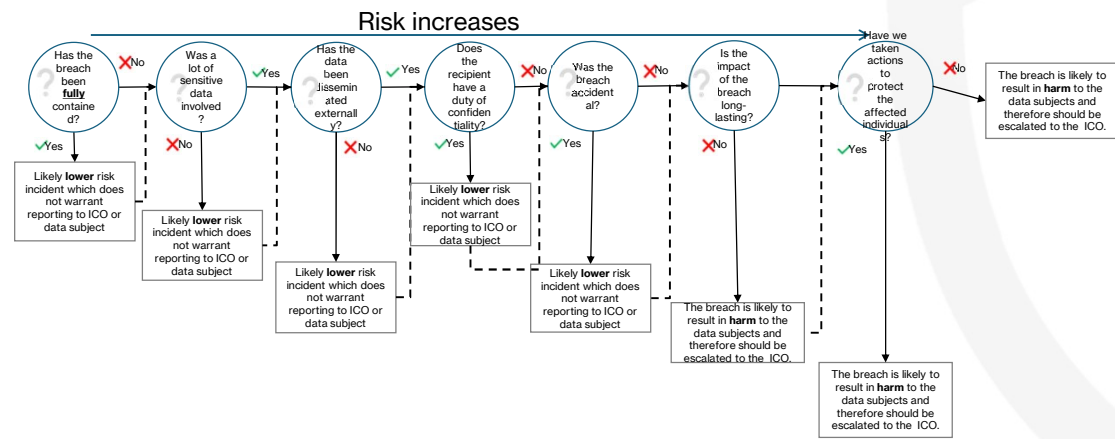 Risk increases
Has the
breach
been
fully
containe
d?
No
Yes
Likely lower risk
incident which does
not warrant
reporting to ICO or
data subject
Was a
lot of
sensitive
data
involved
?
Yes
No
Likely lower risk
incident which does
not warrant
reporting to ICO or
data subject
Has the
data
been
dissemin
ated
externall
y?
Yes
No
Likely lower risk
incident which does
not warrant
reporting to ICO or
data subject
Does
the
recipient
have a
duty of
confiden
tiality?
No
Yes
Likely lower risk
incident which does
not warrant
reporting to ICO or
data subject
Was the
breach
accident
al?
No
Yes
Likely lower risk
incident which does
not warrant
reporting to ICO or
data subject
Is the
impact
of the
breach
long-
lasting?
No
The breach is likely to
result in harm to the
data subjects and
therefore should be
escalated to the ICO.
Have we
taken
actions
to
protect
the
affected
individual
s?
No
Yes
The breach is likely to
result in harm to the
data subjects and
therefore should be
escalated to the ICO.
The breach is likely to
result in harm to the
data subjects and
therefore should be
escalated to the ICO.